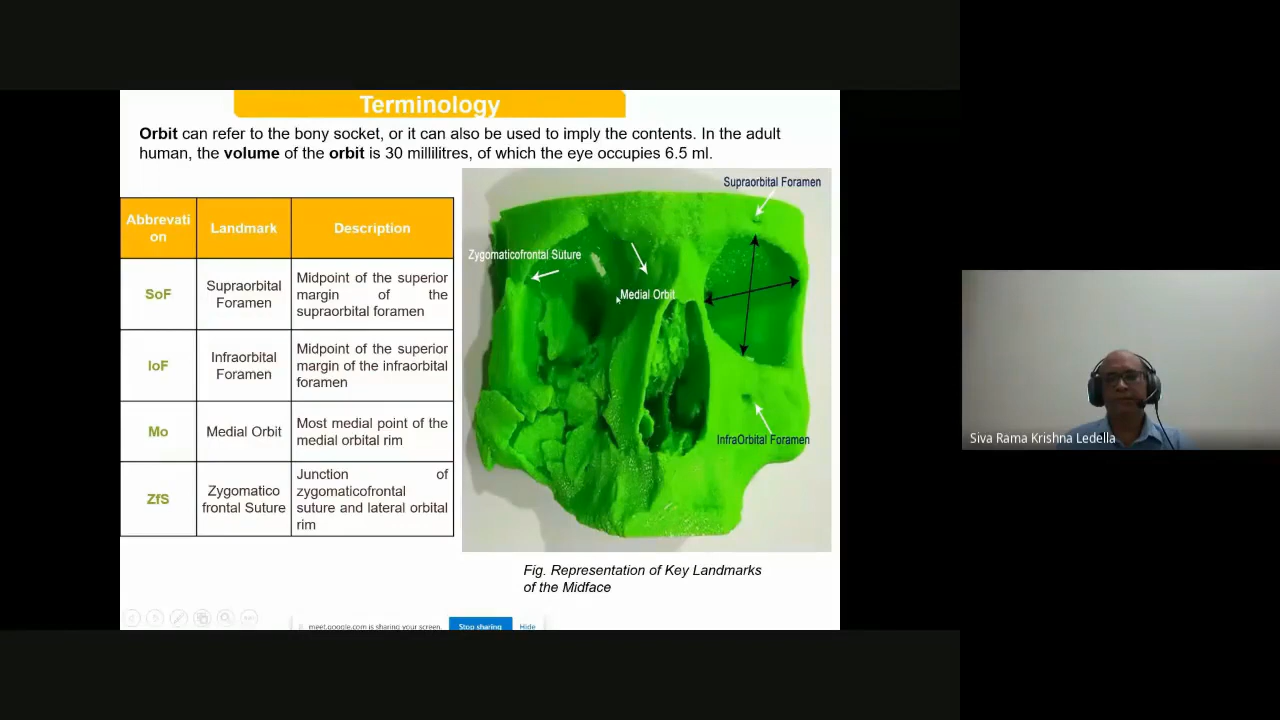 Terminology
Orbit can refer to the bony socket, or it can also be used to imply the contents. In the adult
human, the volume of the orbit is 30 millilitres, of which the eye occupies 6.5 ml.
Abbrevati
on
Landmark
Description
SoF
Supraorbital
Foramen
Midpoint of the superior
margin of the
supraorbital foramen
IoF
Infraorbital
Foramen
Midpoint of the superior
margin of the infraorbital
foramen
Mo
Medial Orbit
Most medial point of the
medial orbital rim
ZfS
Zygomatico
frontal Suture
Junction of
zygomaticofrontal
suture and lateral orbital
rim
Supraorbital Foramen
Zygomaticofrontal Suture
Medial Orbit
InfraOrbital Foramen
Fig. Representation of Key Landmarks
of the Midface
meet.google.com is sharing your screen.
Stop sharing
Hide
Siva Rama Krishna Ledella